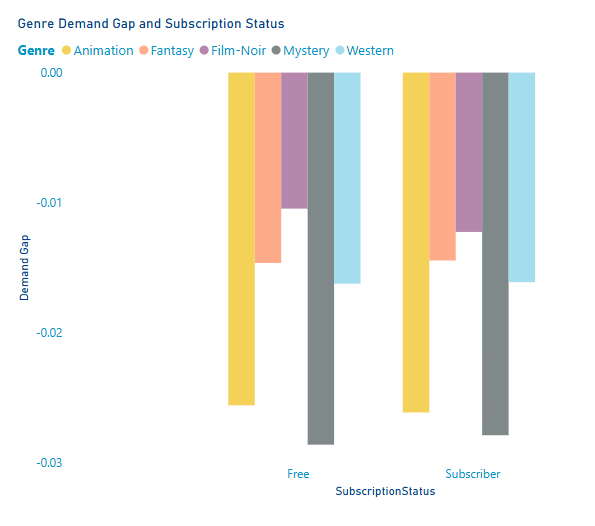 Genre Demand Gap and Subscription Status
Genre Animation Fantasy Film-Noir Mystery Western
0.00
-0.01
-0.02
-0.03
Demand Gap
Free Subscriber
SubscriptionStatus